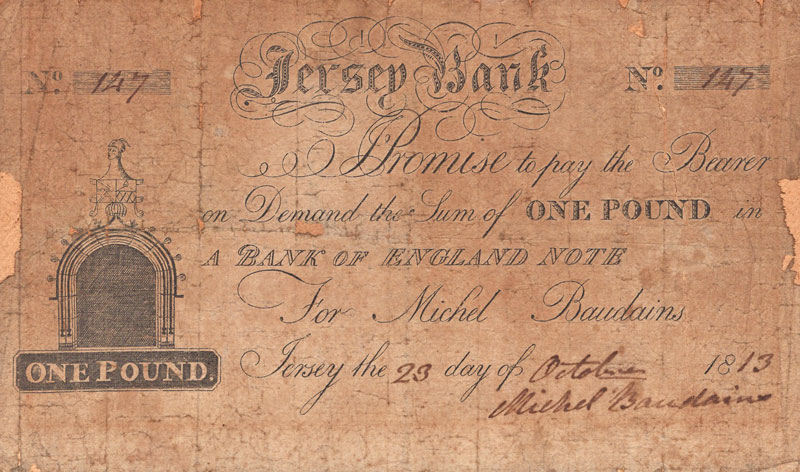 Jersey Bank
No. 147
No. 147
I Promise to pay the Bearer
on Demand the Sum of ONE POUND in
A BANK OF ENGLAND NOTE
For Michel Baudains
Jersey the 23 day of October 1813
Michel Baudains
ONE POUND.